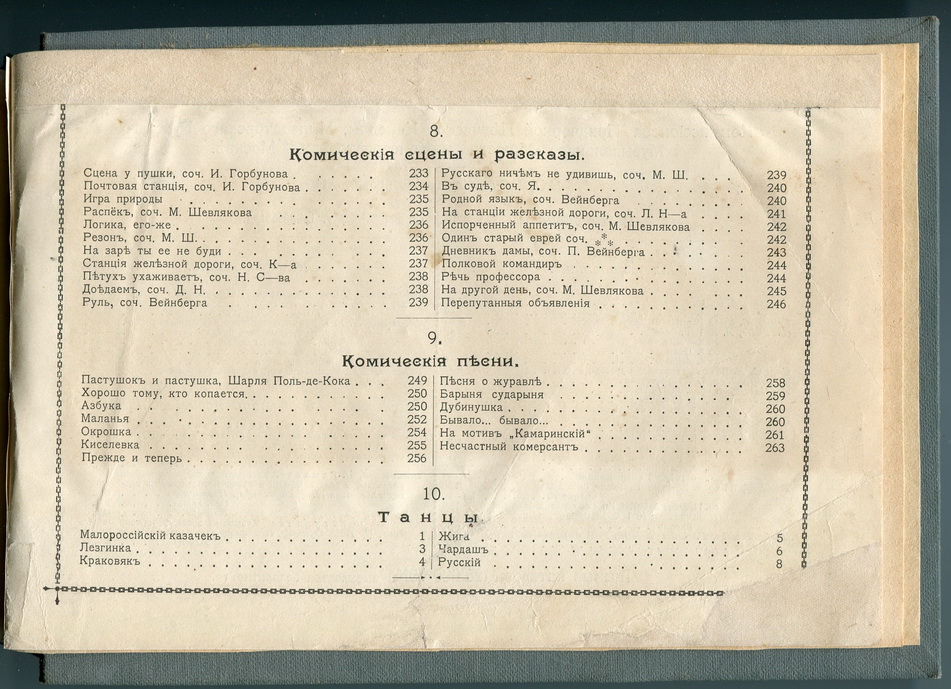 8.
Комическія сцены и разсказы.
Сцена у пушки, соч. И. Горбунова . . . . . . 233
Почтовая станція, соч. И. Горбунова . . . . . . 234
Игра природы . . . . . . 235
Распёкъ, соч. М. Шевлякова . . . . . . 235
Логика, его-же . . . . . . 236
Резонъ, соч. М. Ш. . . . . . . 236
На зарѣ ты ее не буди . . . . . . 237
Станція желѣзной дороги, соч. К—а . . . . . . 237
Пѣтухъ ухаживаетъ, соч. Н. С—ва . . . . . . 238
Доѣдаемъ, соч. Д. Н. . . . . . . 238
Руль, соч. Вейнберга . . . . . . 239
Русскаго ничѣмъ не удивишь, соч. М. Ш. . . . . 239
Въ судѣ, соч. Я. . . . . . . 240
Родной языкъ, соч. Вейнберга . . . . . . 240
На станціи желѣзной дороги, соч. Л. Н—а . . . . 241
Испорченный аппетитъ, соч. М. Шевлякова . . . . 242
Одинъ старый еврей соч. *** . . . . . . 242
Дневникъ дамы, соч. П. Вейнберга . . . . . . 243
Полковой командиръ . . . . . . 244
Рѣчь профессора . . . . . . 244
На другой день, соч. М. Шевлякова . . . . . . 245
Перепутанныя объявленія . . . . . . 246
9.
Комическія пѣсни.
Пастушокъ и пастушка, Шарля Поль-де-Кока . . . 249
Хорошо тому, кто копается. . . . . . . 250
Азбука . . . . . . 250
Маланья . . . . . . 252
Окрошка . . . . . . 254
Киселевка . . . . . . 255
Прежде и теперь . . . . . . 256
Пѣсня о журавлѣ . . . . . . 258
Барыня сударыня . . . . . . 259
Дубинушка . . . . . . 260
Бывало... бывало... . . . . . . 260
На мотивъ „Камаринскій“ . . . . . . 261
Несчастный комерсантъ . . . . . . 263
10.
Танцы.
Малороссійскій казачекъ . . . . . . 1
Лезгинка . . . . . . 3
Краковякъ . . . . . . 4
Жига . . . . . . 5
Чардашъ . . . . . . 6
Русскій . . . . . . 8